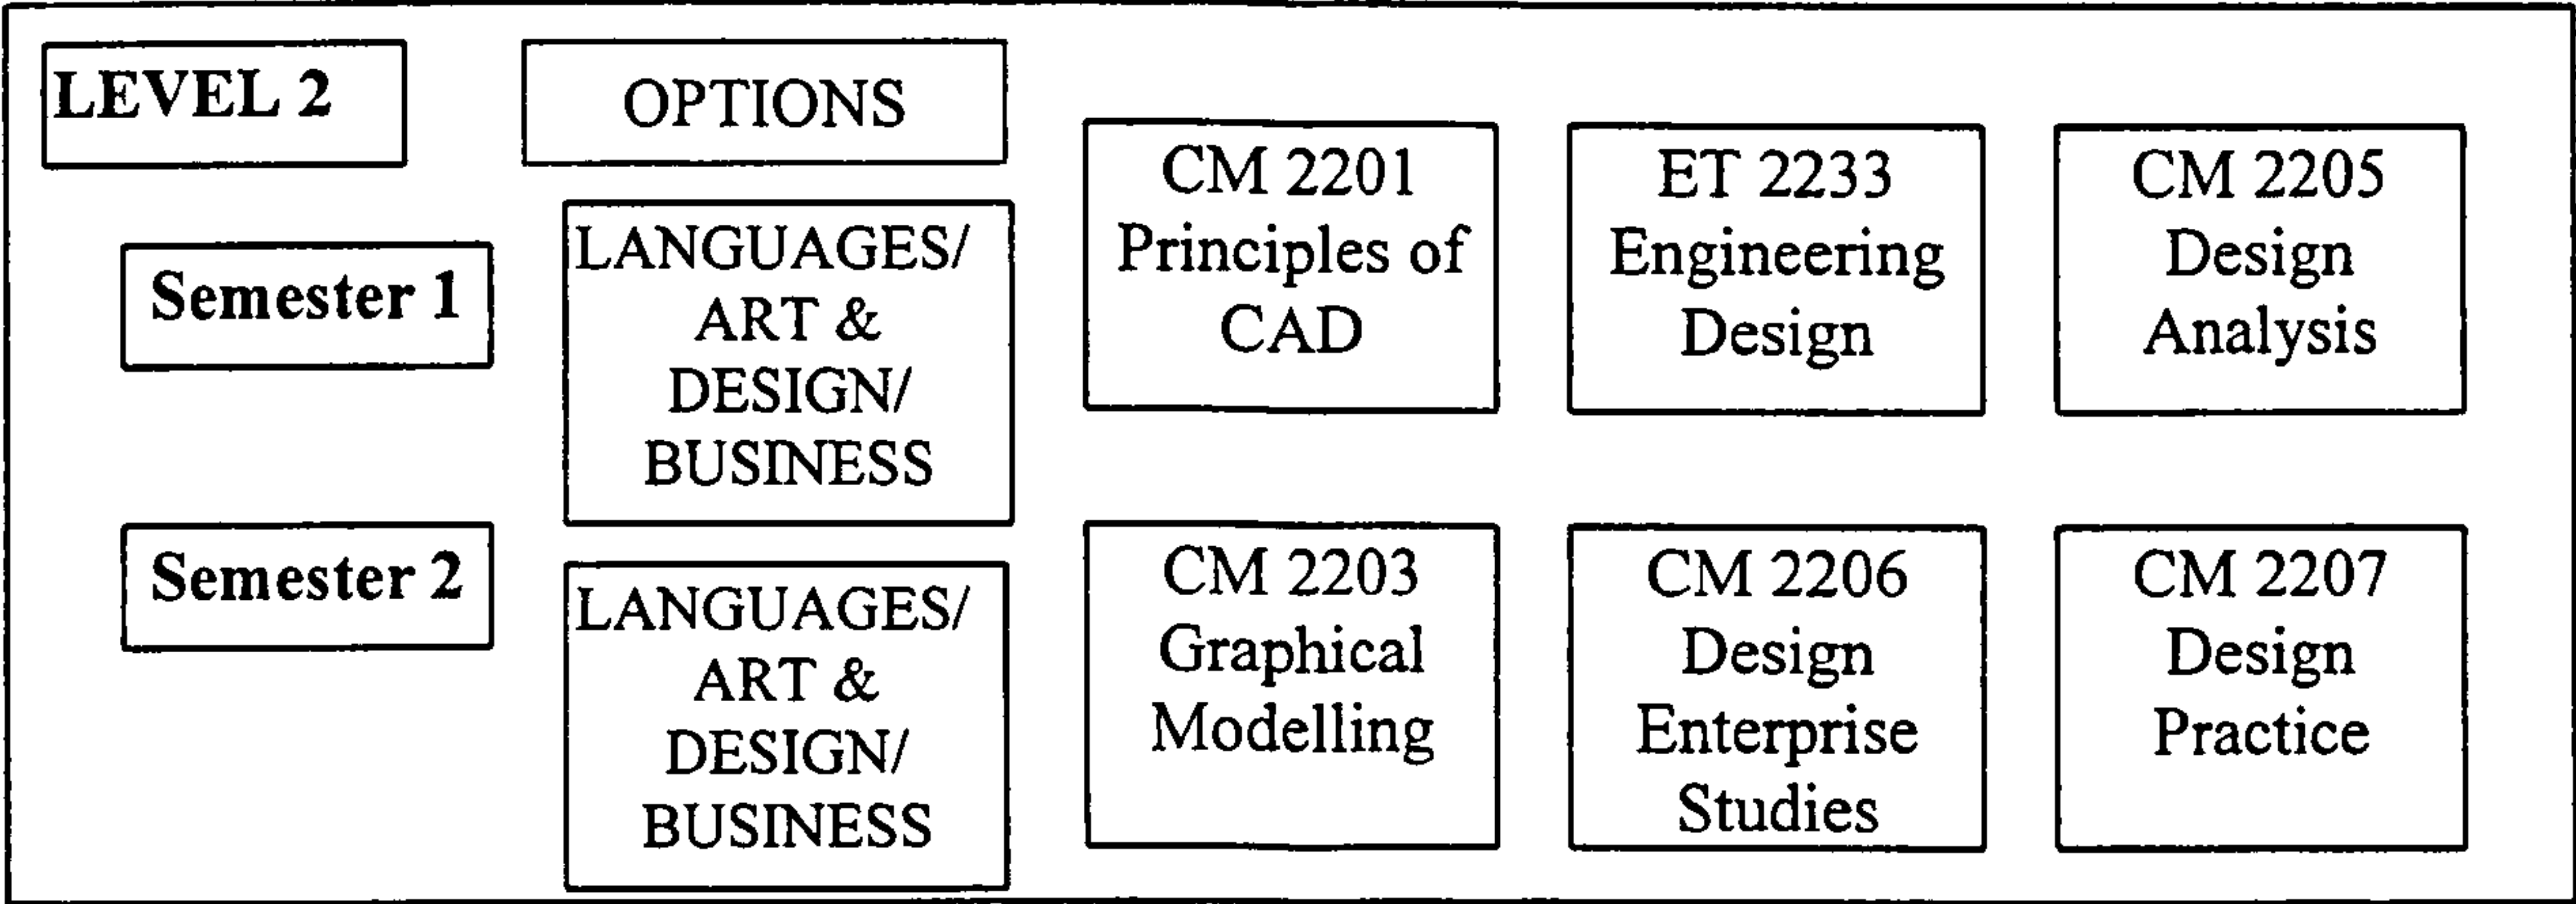 LEVEL 2
OPTIONS
Semester 1
LANGUAGES/
ART &
DESIGN/
BUSINESS
CM 2201
Principles of
CAD
ET 2233
Engineering
Design
CM 2205
Design
Analysis
Semester 2
LANGUAGES/
ART &
DESIGN/
BUSINESS
CM 2203
Graphical
Modelling
CM 2206
Design
Enterprise
Studies
CM 2207
Design
Practice